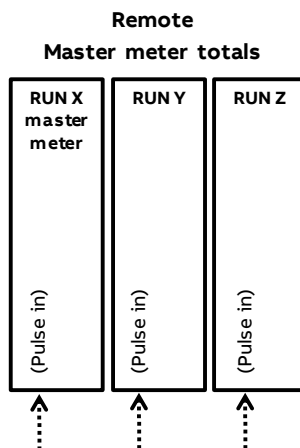 Remote
Master meter totals
RUN X
master
meter
RUN Y
RUN Z
(Pulse in)
(Pulse in)
(Pulse in)